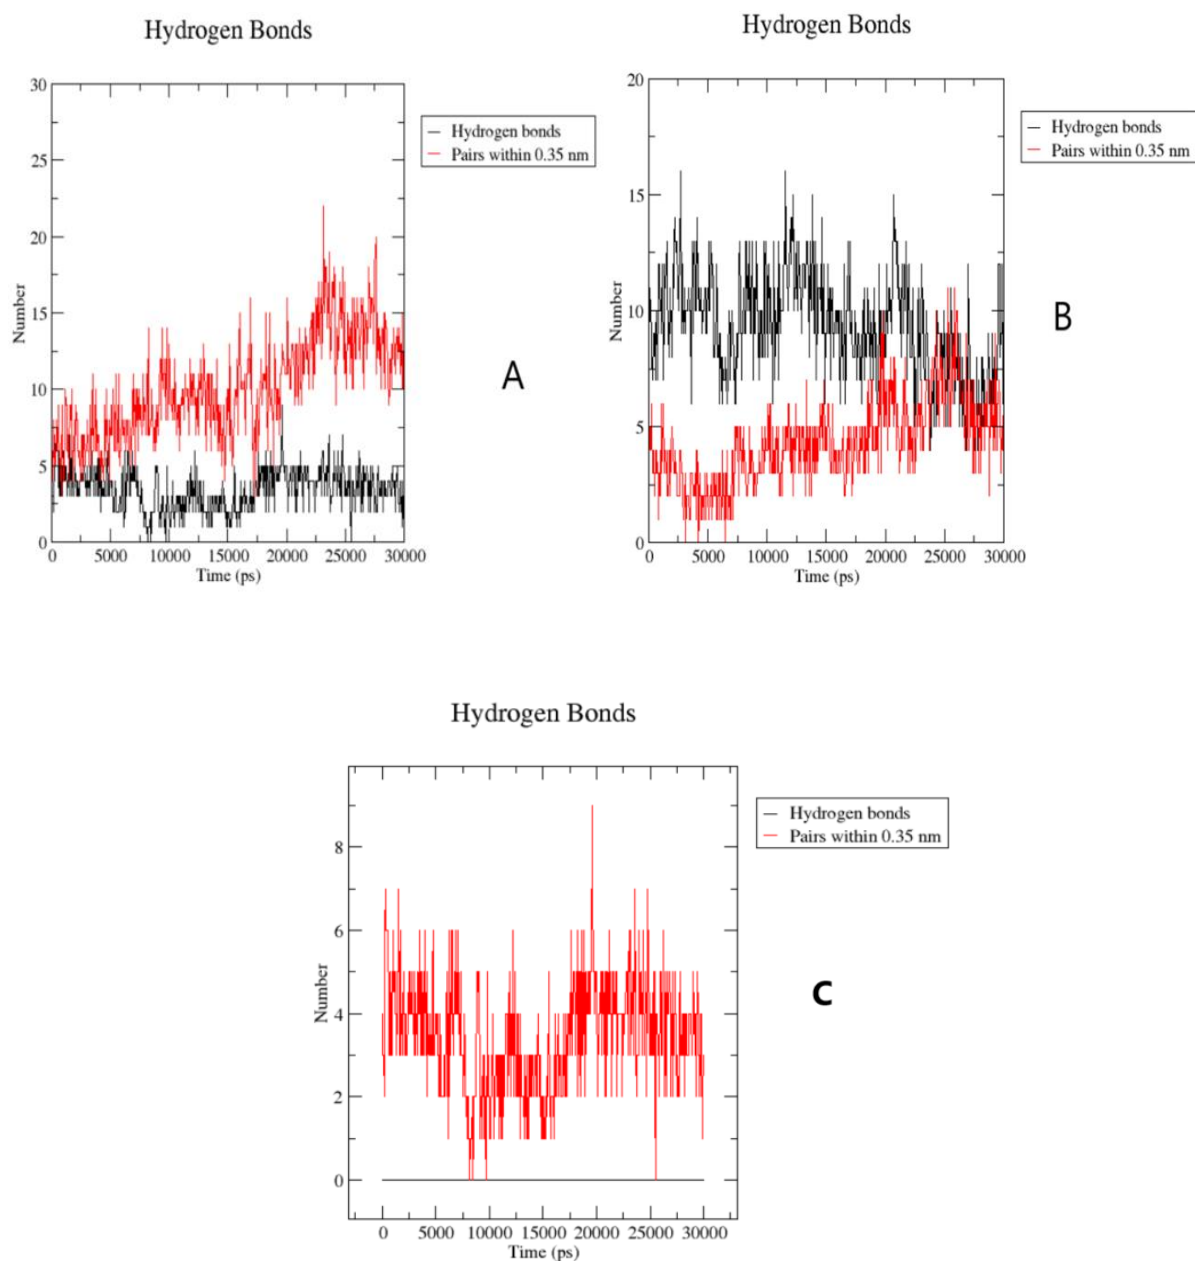 Hydrogen Bonds
30
25
20
15
10
5
0
Number
0 5000 10000 15000 20000 25000 30000
Time (ps)
Hydrogen bonds
Pairs within 0.35 nm
A
Hydrogen Bonds
20
15
10
5
0
Number
0 5000 10000 15000 20000 25000 30000
Time (ps)
Hydrogen bonds
Pairs within 0.35 nm
B
Hydrogen Bonds
8
6
4
2
0
Number
0 5000 10000 15000 20000 25000 30000
Time (ps)
Hydrogen bonds
Pairs within 0.35 nm
C